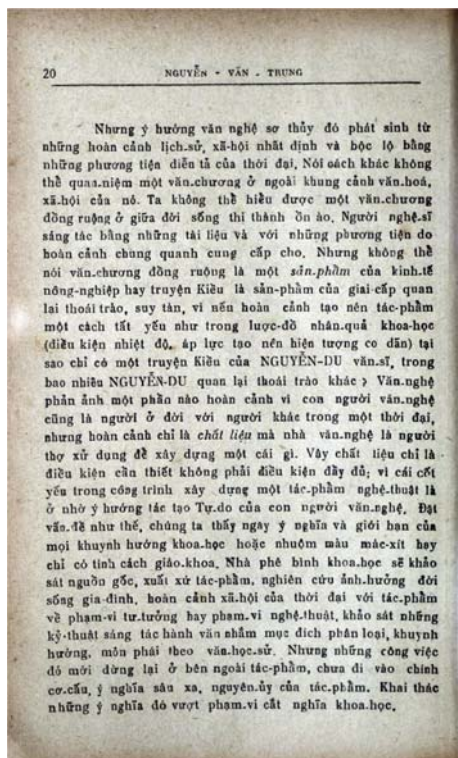 20
NGUYỄN - VĂN - TRUNG
Nhưng ý hướng văn nghệ sơ thủy đó phát sinh từ
những hoàn cảnh lịch-sử, xã-hội nhất định và bộc lộ bằng
những phương tiện diễn tả của thời đại. Nói cách khác không
thể quan.niệm một văn.chương ở ngoài khung cảnh văn.hoá,
xã.hội của nó. Ta không thể hiểu được một văn.chương
đồng ruộng ở giữa đời sống thị thành ồn ào. Người nghệ.sĩ
sáng tác bằng những tài liệu và với những phương tiện do
hoàn cảnh chung quanh cung cấp cho. Nhưng không thể
nói văn.chương đồng ruộng là một sản.phẩm của kinh.tế
nông-nghiệp hay truyện Kiều là sản-phẩm của giai-cấp quan
lại thoái trào, suy tàn, vì nếu hoàn cảnh tạo nên tác-phẩm
một cách tất yếu như trong lược-đồ nhân.quả khoa-học
(điều kiện nhiệt độ, áp lực tạo nên hiện tượng co dãn) tại
sao chỉ có một truyện Kiều của NGUYỄN-DU văn.sĩ, trong
bao nhiêu NGUYỄN-DU quan lại thoái trào khác ? Văn.nghệ
phản ảnh một phần nào hoàn cảnh vì con người văn.nghệ
cũng là người ở đời với người khác trong một thời đại,
nhưng hoàn cảnh chỉ là chất liệu mà nhà văn.nghệ là người
thợ xử dụng để xây dựng một cái gì. Vậy chất liệu chỉ là
điều kiện cần thiết không phải điều kiện đầy đủ; vì cái cốt
yếu trong công trình xây dựng một tác-phẩm nghệ-thuật là
ở nhờ ý hướng tác tạo Tự.do của con người văn.nghệ. Đặt
vấn.đề như thế, chúng ta thấy ngay ý nghĩa và giới hạn của
mọi khuynh hướng khoa.học hoặc nhuộm màu mác-xít hay
chỉ có tính cách giáo.khoa. Nhà phê bình khoa.học sẽ khảo
sát nguồn gốc, xuất xứ tác-phẩm, nghiên cứu ảnh.hưởng đời
sống gia-đình, hoàn cảnh xã.hội của thời đại với tác-phẩm
về phạm-vi tư.tưởng hay phạm.vi nghệ.thuật, khảo sát những
kỹ-thuật sáng tác hành văn nhằm mục đích phân loại, khuynh
hướng, môn phái theo văn.học.sử. Nhưng những công việc
đó mới dừng lại ở bên ngoài tác-phẩm, chưa đi vào chính
cơ.cấu, ý nghĩa sâu xa, nguyên.ủy của tác.phẩm. Khai thác
những ý nghĩa đó vượt phạm.vi cắt nghĩa khoa.học.